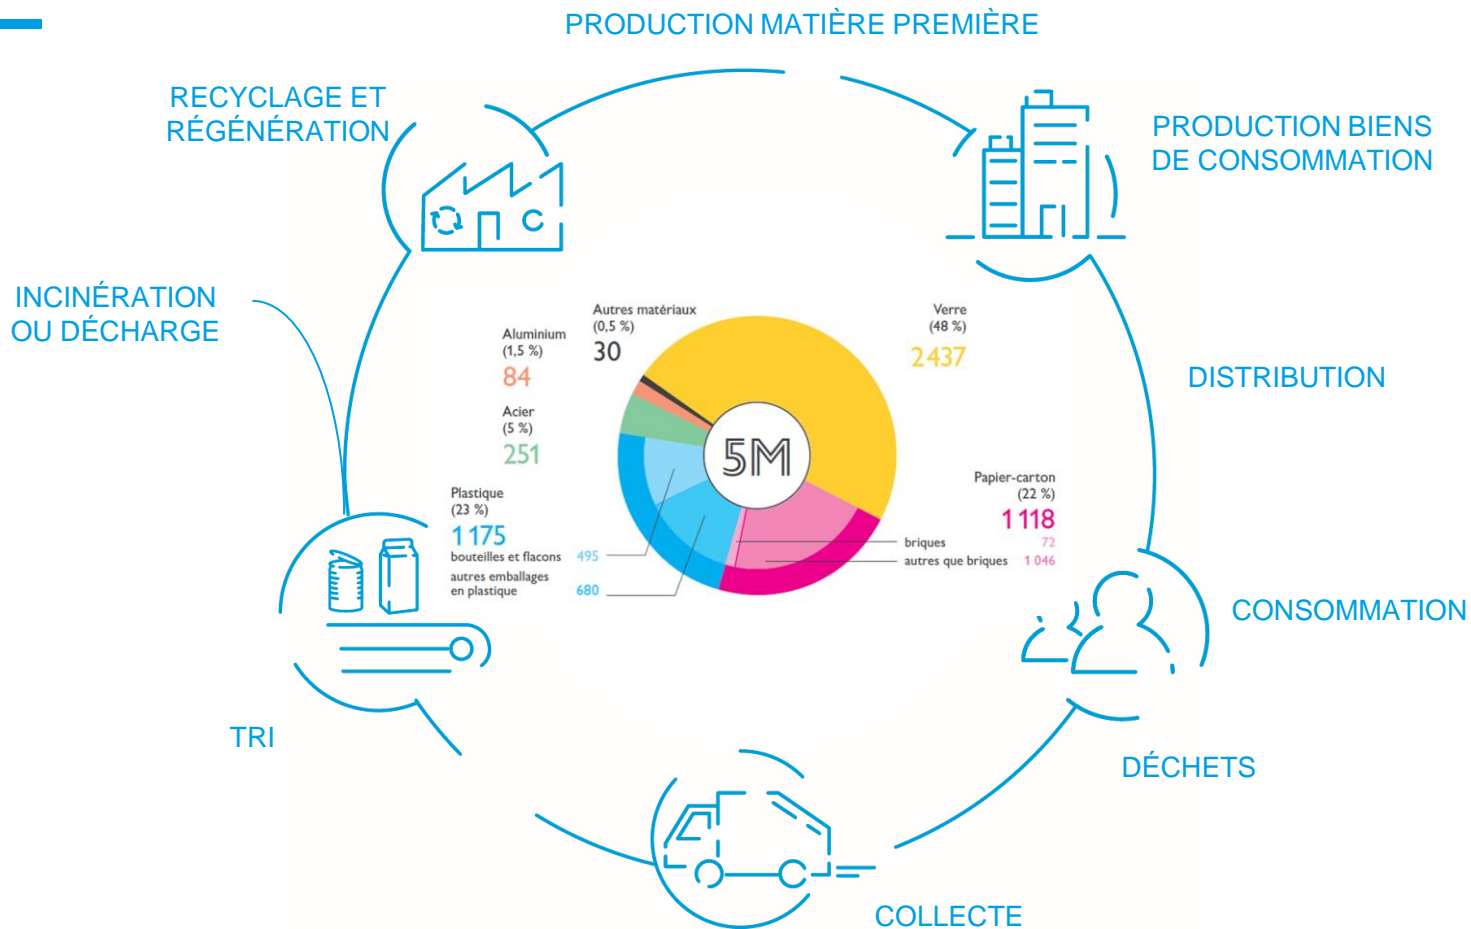 PRODUCTION MATIÈRE PREMIÈRE
RECYCLAGE ET
RÉGÉNÉRATION
PRODUCTION BIENS
DE CONSOMMATION
INCINÉRATION
OU DÉCHARGE
DISTRIBUTION
Autres matériaux
(0,5 %)
30
Verre
(48 %)
2437
Aluminium
(1,5 %)
84
Acier
(5 %)
251
5M
Plastique
(23 %)
1 175
bouteilles et flacons 495
autres emballages
en plastique 680
Papier-carton
(22 %)
1 118
briques 72
autres que briques 1 046
CONSOMMATION
TRI
DÉCHETS
COLLECTE